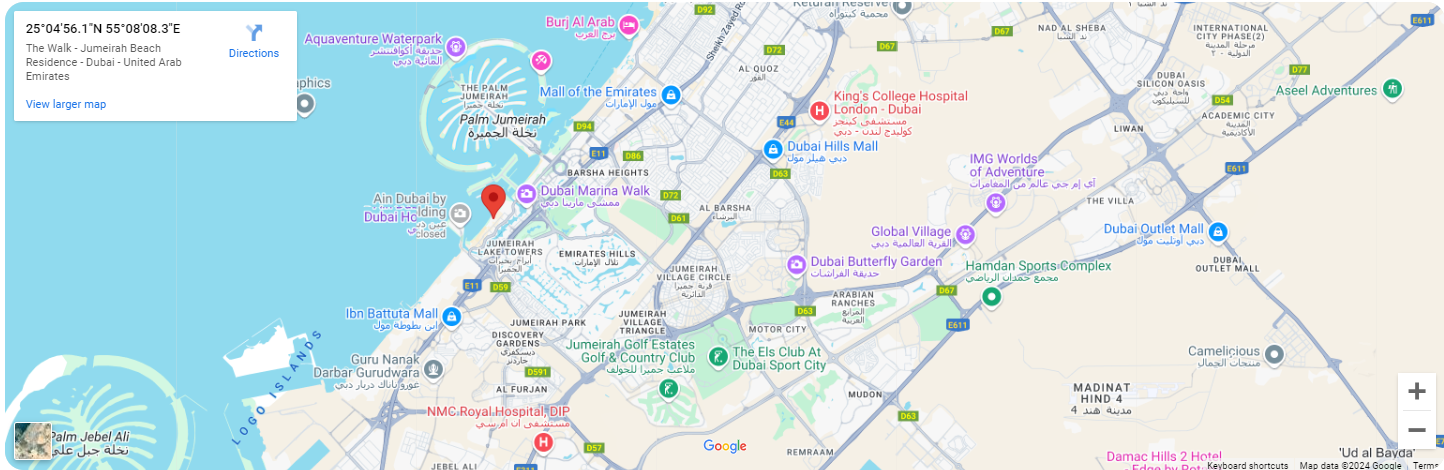 25°04'56.1"N 55°08'08.3"E
The Walk - Jumeirah Beach
Residence - Dubai - United Arab
Emirates
Directions
View larger map
Burj Al Arab
برج العرب
D92
Sheikh Zayed Ro
محمية كيتوراه
E611
Aquaventure Waterpark
حديقة أكوافنتشر
المائية دبي
D72
D67
D67
NAD AL SHEBA
ند الشبا
INTERNATIONAL
CITY PHASE(2)
مرحلة المدينة
الدولية - ٢
AL QUOZ
القوز
D77
DUBAI
SILICON OASIS
واحة دبي
للسيليكون
Aseel Adventures
THE PALM
JUMEIRAH
نخلة جميرا
Palm Jumeirah
نخلة الجميرة
Mall of the Emirates
مول الإمارات
King's College Hospital
London - Dubai
مستشفى كينجز
كوليدج لندن - دبي
D54
ACADEMIC CITY
المدينة
الأكاديمية
D94
E44
LIWAN
E11
D86
Dubai Hills Mall
دبي هيلز مول
D63
IMG Worlds
of Adventure
آي إم جي عالم من المغامرات
E311
BARSHA HEIGHTS
Dubai Marina Walk
ممشى مارينا دبي
D72
Ain Dubai by
Dubai Ho
lding
عين دبي
closed
AL BARSHA
البرشاء
D61
THE VILLA
Global Village
القرية العالمية دبي
Dubai Outlet Mall
دبي أوتليت مول
JUMEIRAH
LAKETOWERS
أبراج بحيرات
الجميرا
EMIRATES HILLS
تلال الإمارات
JUMEIRAH
VILLAGE CIRCLE
قرية جميرا
الدائرية
Dubai Butterfly Garden
حديقة الفراشات
Hamdan Sports Complex
مجمع حمدان الرياضي
DUBAI
OUTLET MALL
E11
D59
ARABIAN
RANCHES
المرابع
العربية
D67
D63
Ibn Battuta Mall
ابن بطوطة مول
JUMEIRAH PARK
JUMEIRAH
VILLAGE
TRIANGLE
MOTOR CITY
E611
DISCOVERY
GARDENS
ديسكفري
جاردنز
Jumeirah Golf Estates
Golf & Country Club
ملاعب جميرا للجولف
The Els Club At
Dubai Sport City
Guru Nanak
Darbar Gurudwara
غورو ناناك دربار دبي
Camelicious
منتجات الجمال
LOGO ISLANDS
D591
AL FURJAN
MUDON
MADINAT
HIND 4
مدينة هند 4
NMC Royal Hospital, DIP
مستشفى ان ام سي
D63
Palm Jebel Ali
نخلة جبل علي
D57
JEBEL ALI
Google
REMRAAM
Damac Hills 2 Hotel
'Ud al Bayda'
Keyboard shortcuts
Map data ©2024 Google
Terms